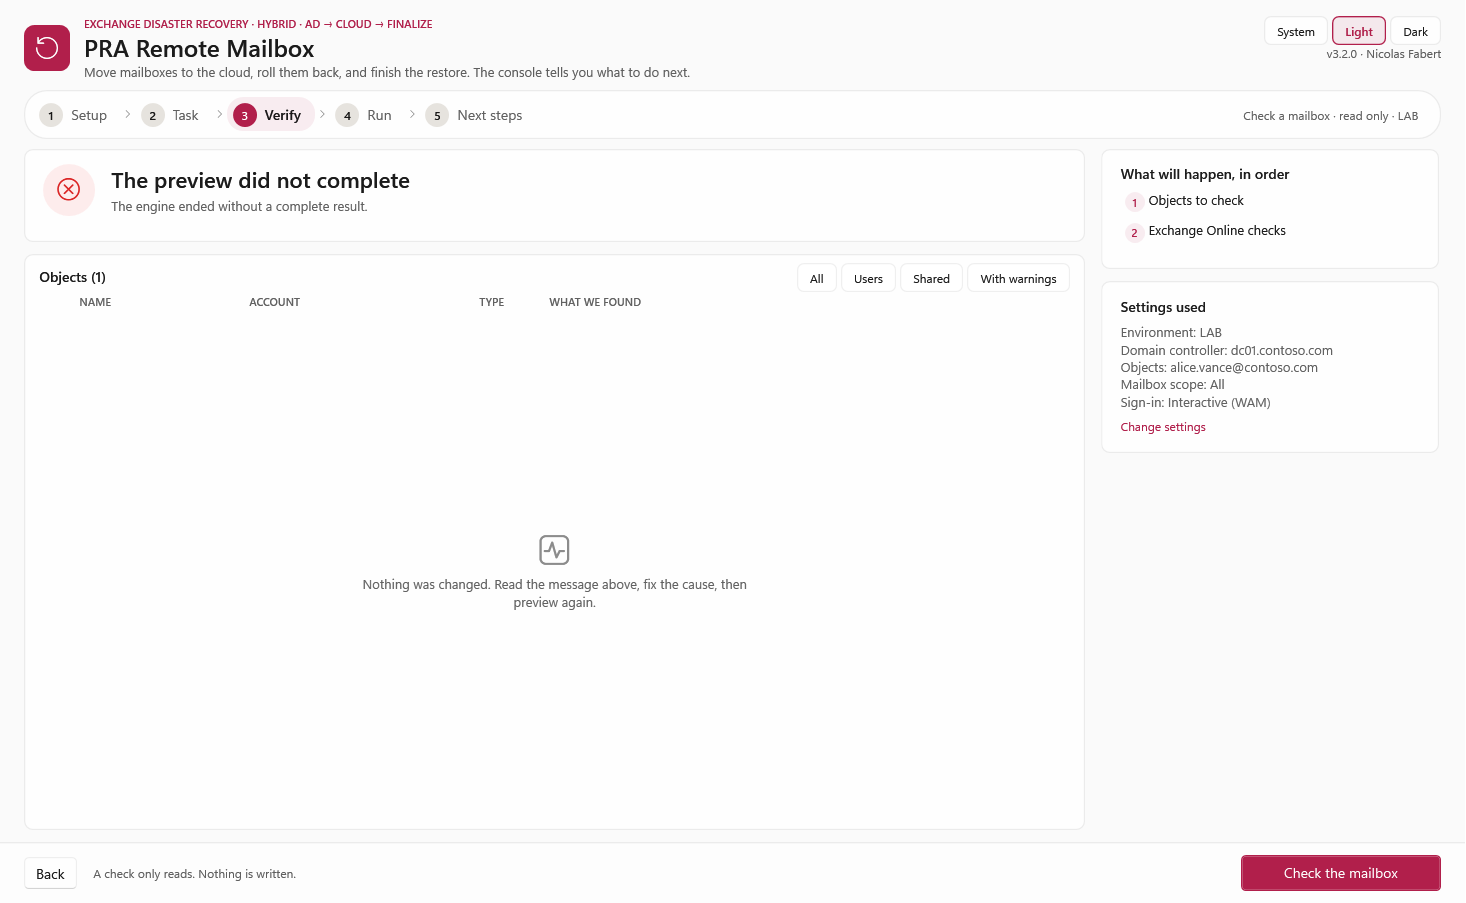 EXCHANGE DISASTER RECOVERY · HYBRID · AD → CLOUD → FINALIZE
PRA Remote Mailbox
Move mailboxes to the cloud, roll them back, and finish the restore. The console tells you what to do next.
System
Light
Dark
v3.2.0 · Nicolas Fabert
1 Setup
2 Task
3 Verify
4 Run
5 Next steps
Check a mailbox · read only · LAB
The preview did not complete
The engine ended without a complete result.
Objects (1)
All
Users
Shared
With warnings
NAME
ACCOUNT
TYPE
WHAT WE FOUND
Nothing was changed. Read the message above, fix the cause, then
preview again.
What will happen, in order
1 Objects to check
2 Exchange Online checks
Settings used
Environment: LAB
Domain controller: dc01.contoso.com
Objects: alice.vance@contoso.com
Mailbox scope: All
Sign-in: Interactive (WAM)
Change settings
Back
A check only reads. Nothing is written.
Check the mailbox